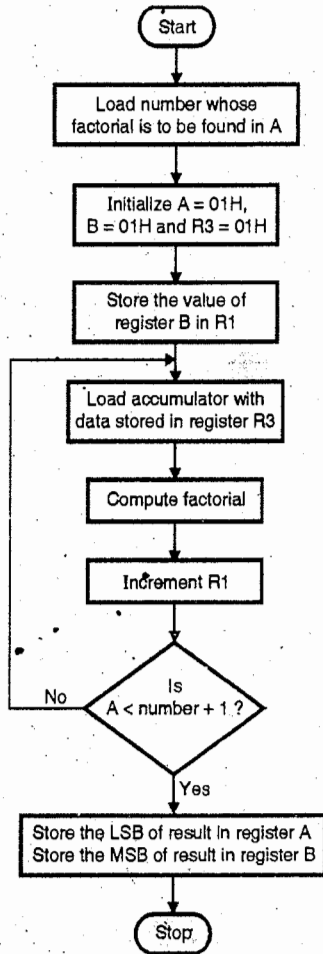 Start
Load number whose
factorial is to be found in A
Initialize A = 01H,
B = 01H and R3 = 01H
Store the value of
register B in R1
Load accumulator with
data stored in register R3
Compute factorial
Increment R1
Is
A < number + 1 ?
No
Yes
Store the LSB of result in register A
Store the MSB of result in register B
Stop